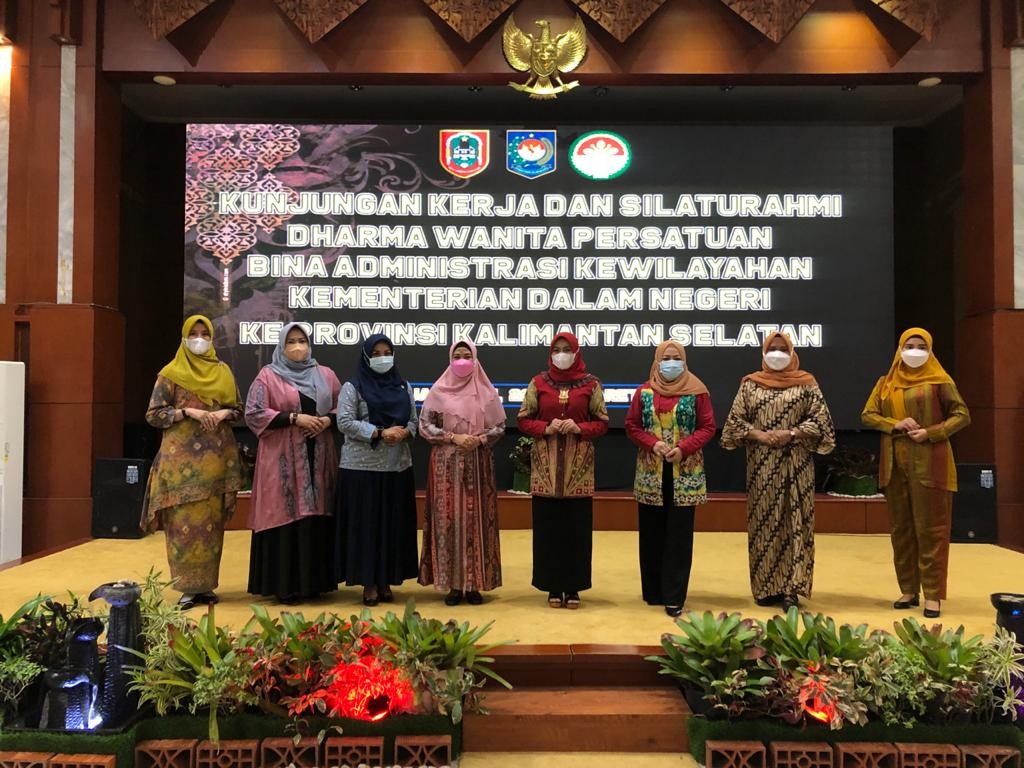 KUNJUNGAN KERJA DAN SILATURAHMI
DHARMA WANITA PERSATUAN
BINA ADMINISTRASI KEWILAYAHAN
KEMENTERIAN DALAM NEGERI
KE PROVINSI KALIMANTAN SELATAN